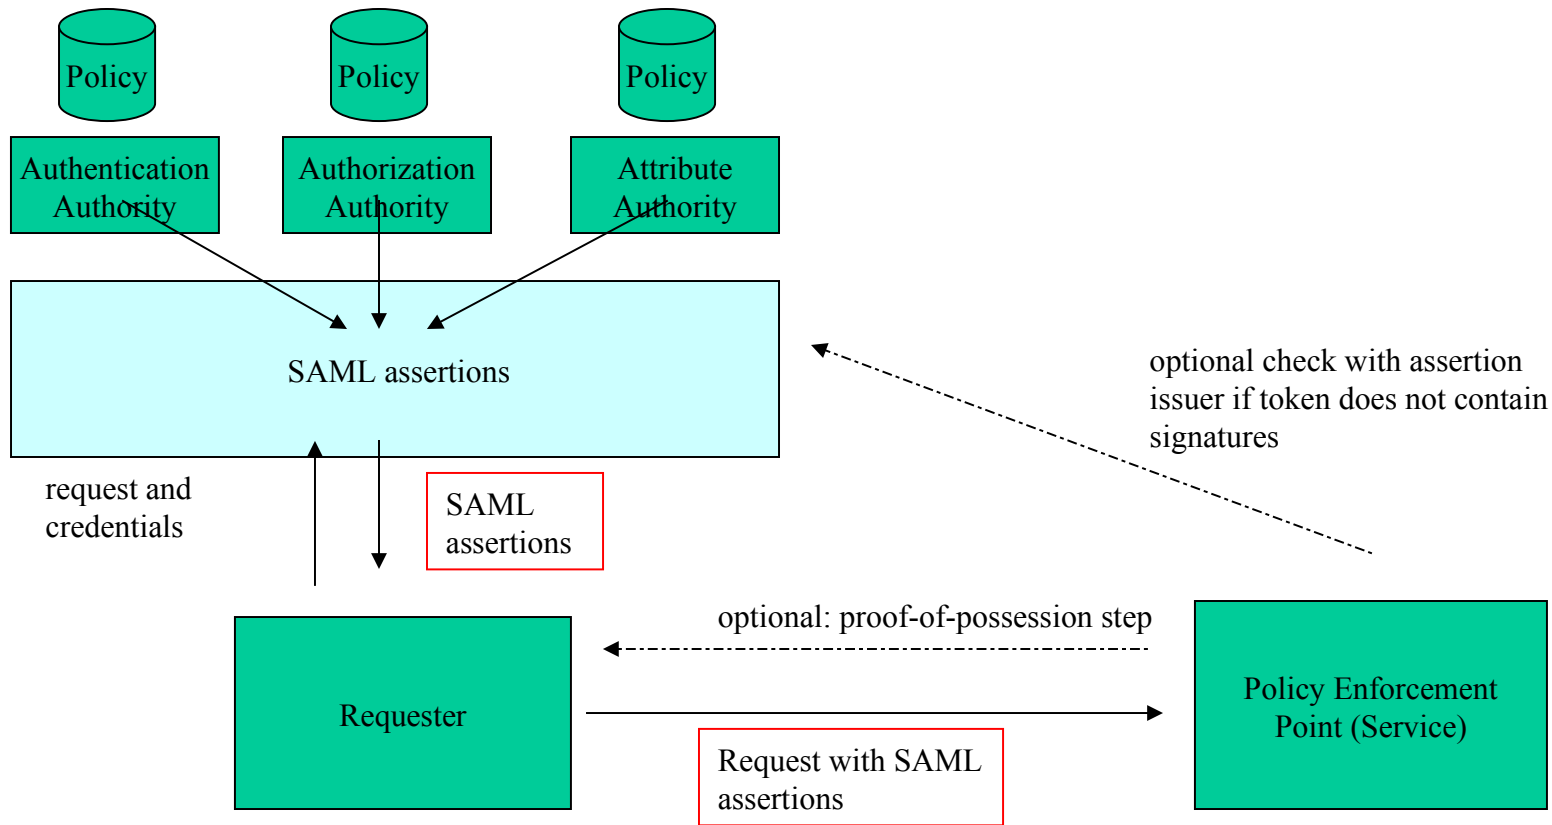 Policy
Policy
Policy
Authentication
Authority
Authorization
Authority
Attribute
Authority
SAML assertions
optional check with assertion
issuer if token does not contain
signatures
request and
credentials
SAML
assertions
optional: proof-of-possession step
Requester
Policy Enforcement
Point (Service)
Request with SAML
assertions